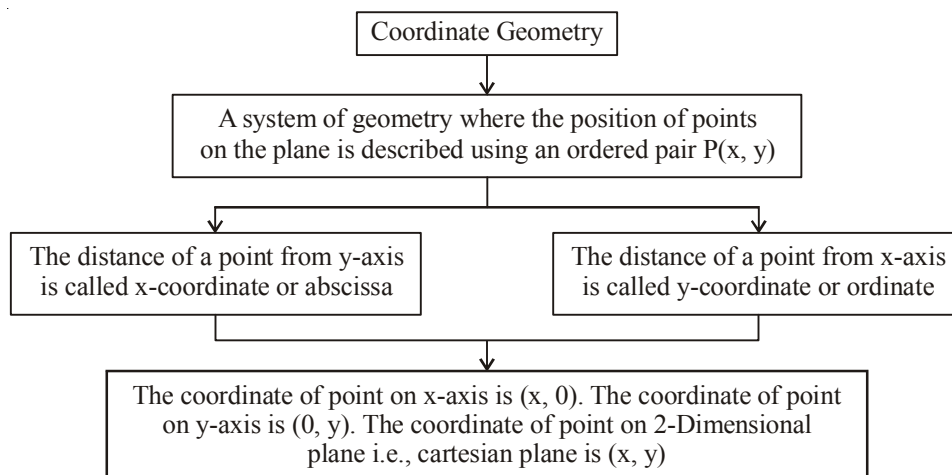 Coordinate Geometry
A system of geometry where the position of points
on the plane is described using an ordered pair P(x, y)
The distance of a point from y-axis
is called x-coordinate or abscissa
The distance of a point from x-axis
is called y-coordinate or ordinate
The coordinate of point on x-axis is (x, 0). The coordinate of point
on y-axis is (0, y). The coordinate of point on 2-Dimensional
plane i.e., cartesian plane is (x, y)